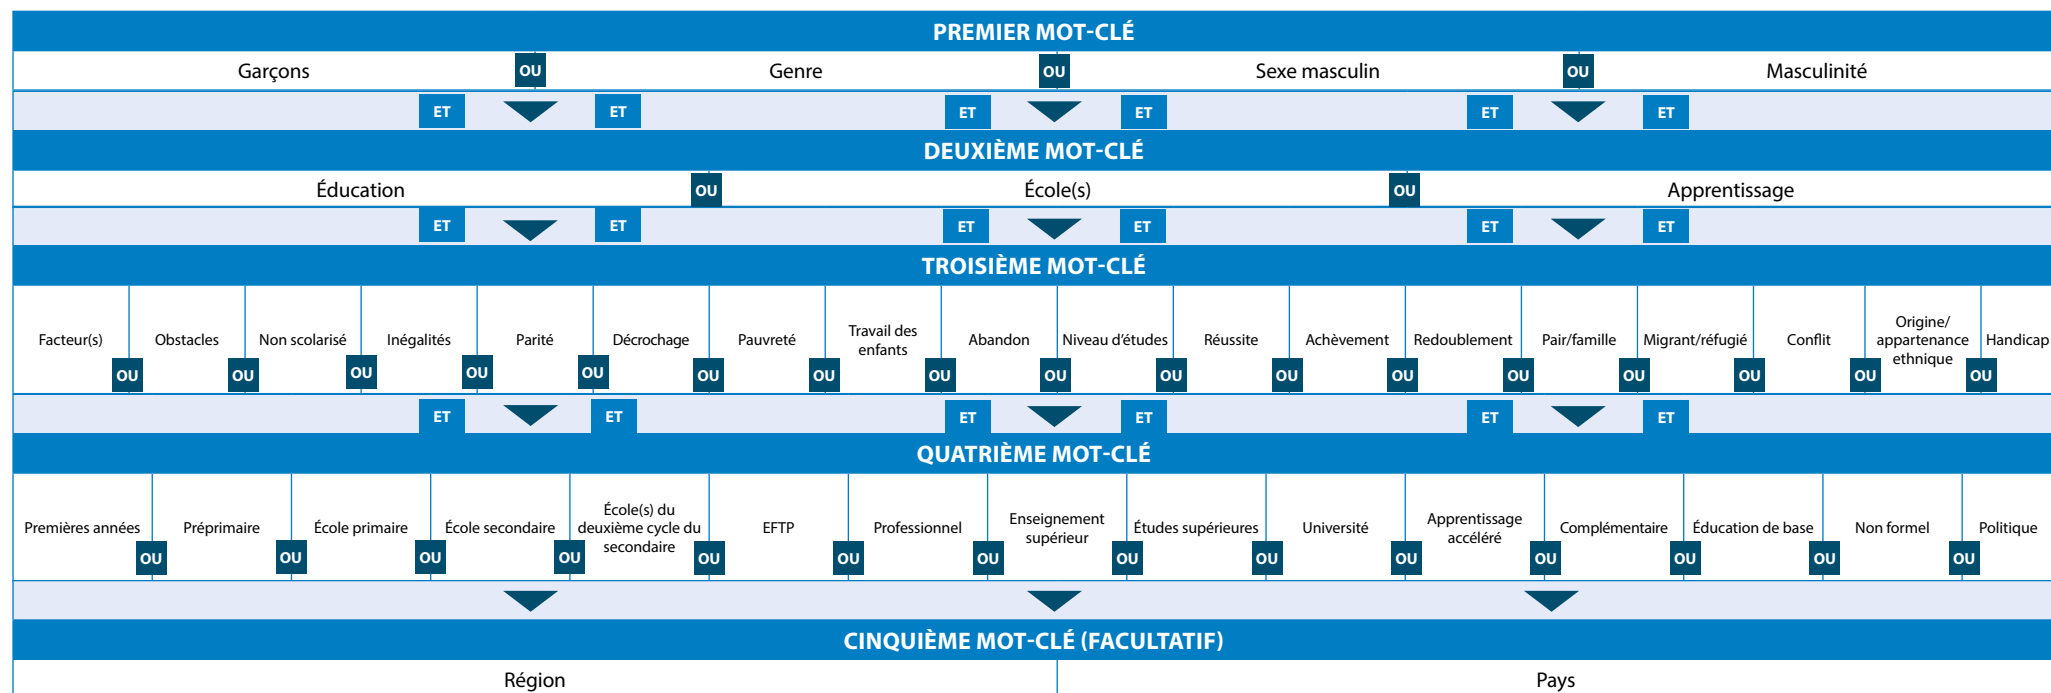 PREMIER MOT-CLÉ
Garçons OU Genre OU Sexe masculin OU Masculinité
ET ET ET ET ET ET
DEUXIÈME MOT-CLÉ
Éducation OU École(s) OU Apprentissage
ET ET ET ET ET ET
TROISIÈME MOT-CLÉ
Facteur(s) OU Obstacles OU Non scolarisé OU Inégalités OU Parité OU Décrochage OU Pauvreté OU Travail des enfants OU Abandon OU Niveau d'études OU Réussite OU Achèvement OU Redoublement OU Pair/famille OU Migrant/réfugié OU Conflit OU Origine/ appartenance ethnique OU Handicap
ET ET ET ET ET ET
QUATRIÈME MOT-CLÉ
Premières années OU Préprimaire OU École primaire OU École secondaire OU École(s) du deuxième cycle du secondaire OU EFTP OU Professionnel OU Enseignement supérieur OU Études supérieures OU Université OU Apprentissage accéléré OU Complémentaire OU Éducation de base OU Non formel OU Politique
CINQUIÈME MOT-CLÉ (FACULTATIF)
Région Pays